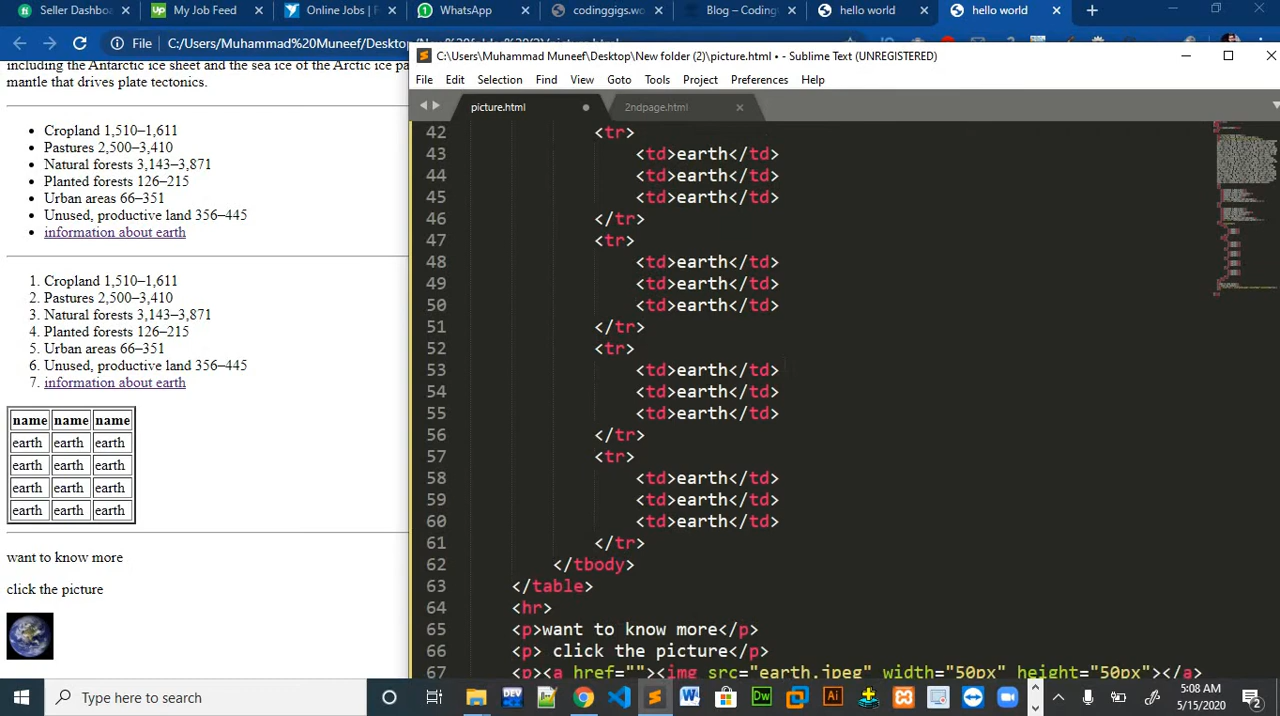 Seller Dashboard
My Job Feed
Online Jobs | F
WhatsApp
codinggigs.wo
Blog – Coding
hello world
hello world
File C:/Users/Muhammad%20Muneef/Deskto
C:\Users\Muhammad Muneef\Desktop\New folder (2)\picture.html • - Sublime Text (UNREGISTERED)
File Edit Selection Find View Goto Tools Project Preferences Help
picture.html 2ndpage.html
including the Antarctic ice sheet and the sea ice of the Arctic ice pa
mantle that drives plate tectonics.
• Cropland 1,510–1,611
• Pastures 2,500–3,410
• Natural forests 3,143–3,871
• Planted forests 126–215
• Urban areas 66–351
• Unused, productive land 356–445
• information about earth
1. Cropland 1,510–1,611
2. Pastures 2,500–3,410
3. Natural forests 3,143–3,871
4. Planted forests 126–215
5. Urban areas 66–351
6. Unused, productive land 356–445
7. information about earth
name name name
earth earth earth
earth earth earth
earth earth earth
earth earth earth
want to know more
click the picture
42 <tr>
43 <td>earth</td>
44 <td>earth</td>
45 <td>earth</td>
46 </tr>
47 <tr>
48 <td>earth</td>
49 <td>earth</td>
50 <td>earth</td>
51 </tr>
52 <tr>
53 <td>earth</td>
54 <td>earth</td>
55 <td>earth</td>
56 </tr>
57 <tr>
58 <td>earth</td>
59 <td>earth</td>
60 <td>earth</td>
61 </tr>
62 </tbody>
63 </table>
64 <hr>
65 <p>want to know more</p>
66 <p> click the picture</p>
67 <p><a href=""><img src="earth.jpeg" width="50px" height="50px"></a>
Type here to search
5:08 AM
5/15/2020